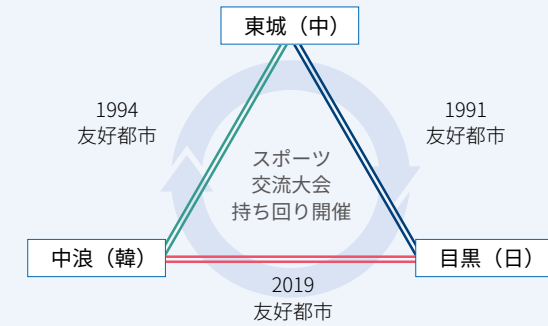 東城（中）
1994
友好都市
1991
友好都市
スポーツ
交流大会
持ち回り開催
中浪（韓）
目黒（日）
2019
友好都市